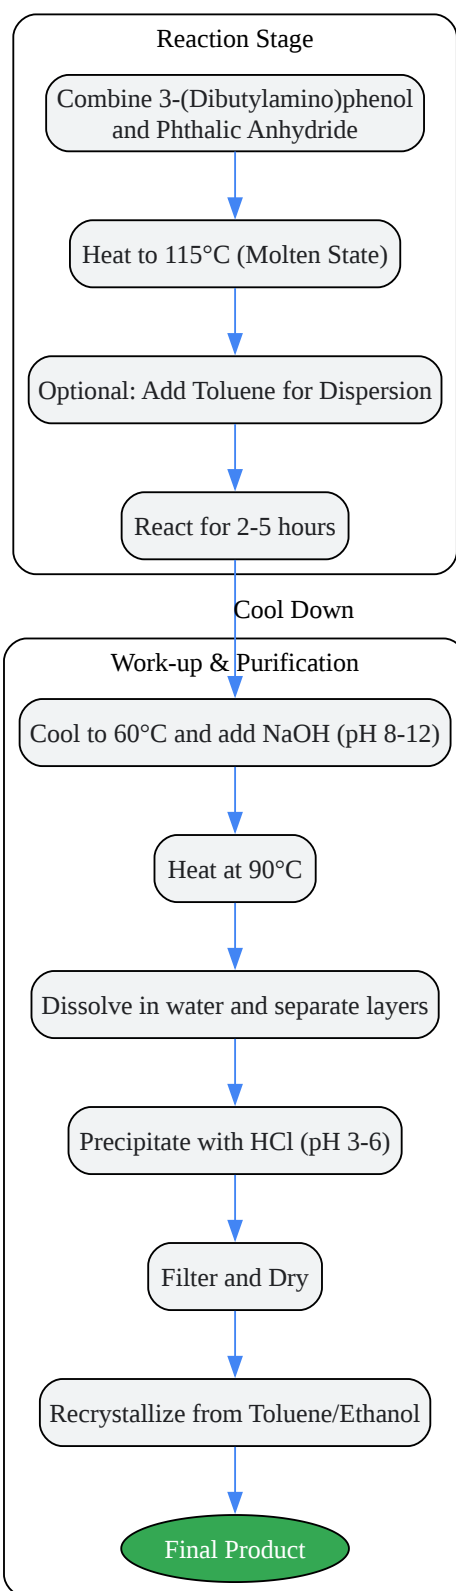 Reaction Stage
Combine 3-(Dibutylamino)phenol
and Phthalic Anhydride
Heat to 115°C (Molten State)
Optional: Add Toluene for Dispersion
React for 2-5 hours
Cool Down
Work-up & Purification
Cool to 60°C and add NaOH (pH 8-12)
Heat at 90°C
Dissolve in water and separate layers
Precipitate with HCl (pH 3-6)
Filter and Dry
Recrystallize from Toluene/Ethanol
Final Product